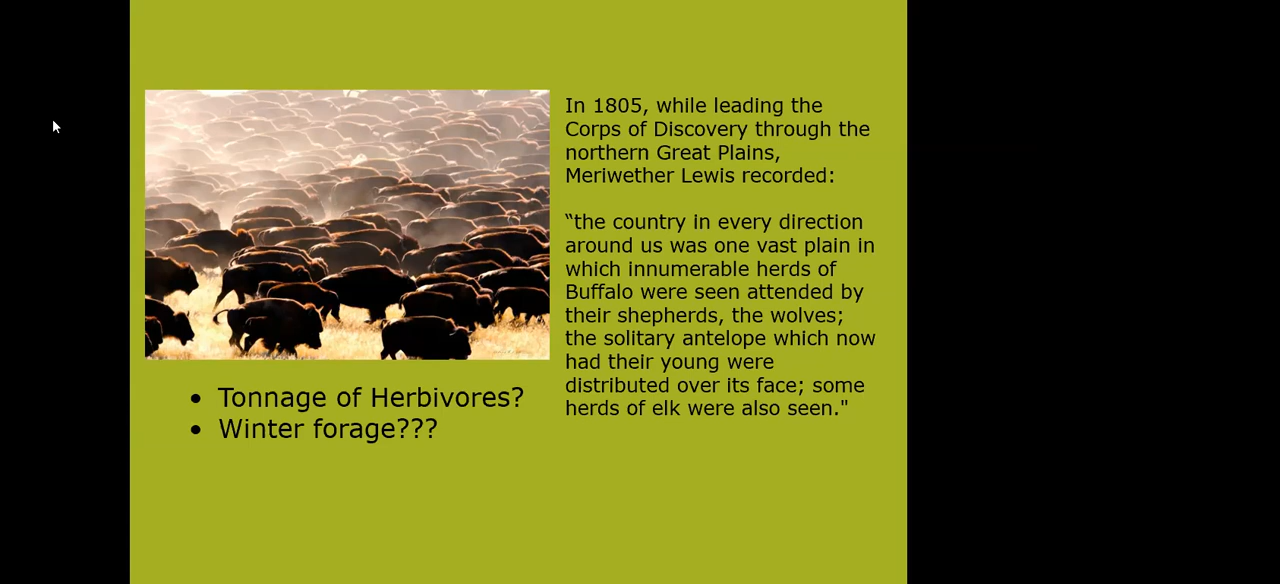 In 1805, while leading the
Corps of Discovery through the
northern Great Plains,
Meriwether Lewis recorded:
“the country in every direction
around us was one vast plain in
which innumerable herds of
Buffalo were seen attended by
their shepherds, the wolves;
the solitary antelope which now
had their young were
distributed over its face; some
herds of elk were also seen."
• Tonnage of Herbivores?
• Winter forage???